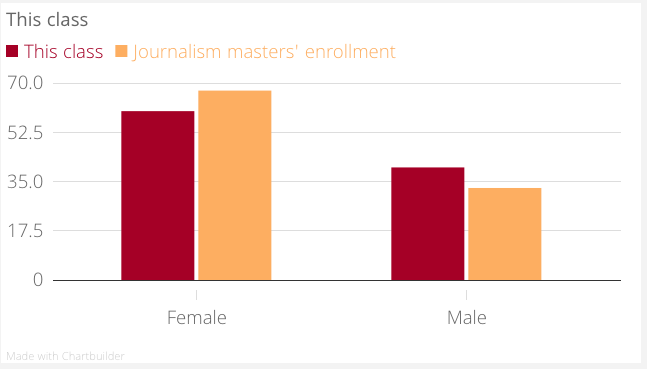 This class
This class Journalism masters' enrollment
70.0
52.5
35.0
17.5
0
Female Male
Made with Chartbuilder